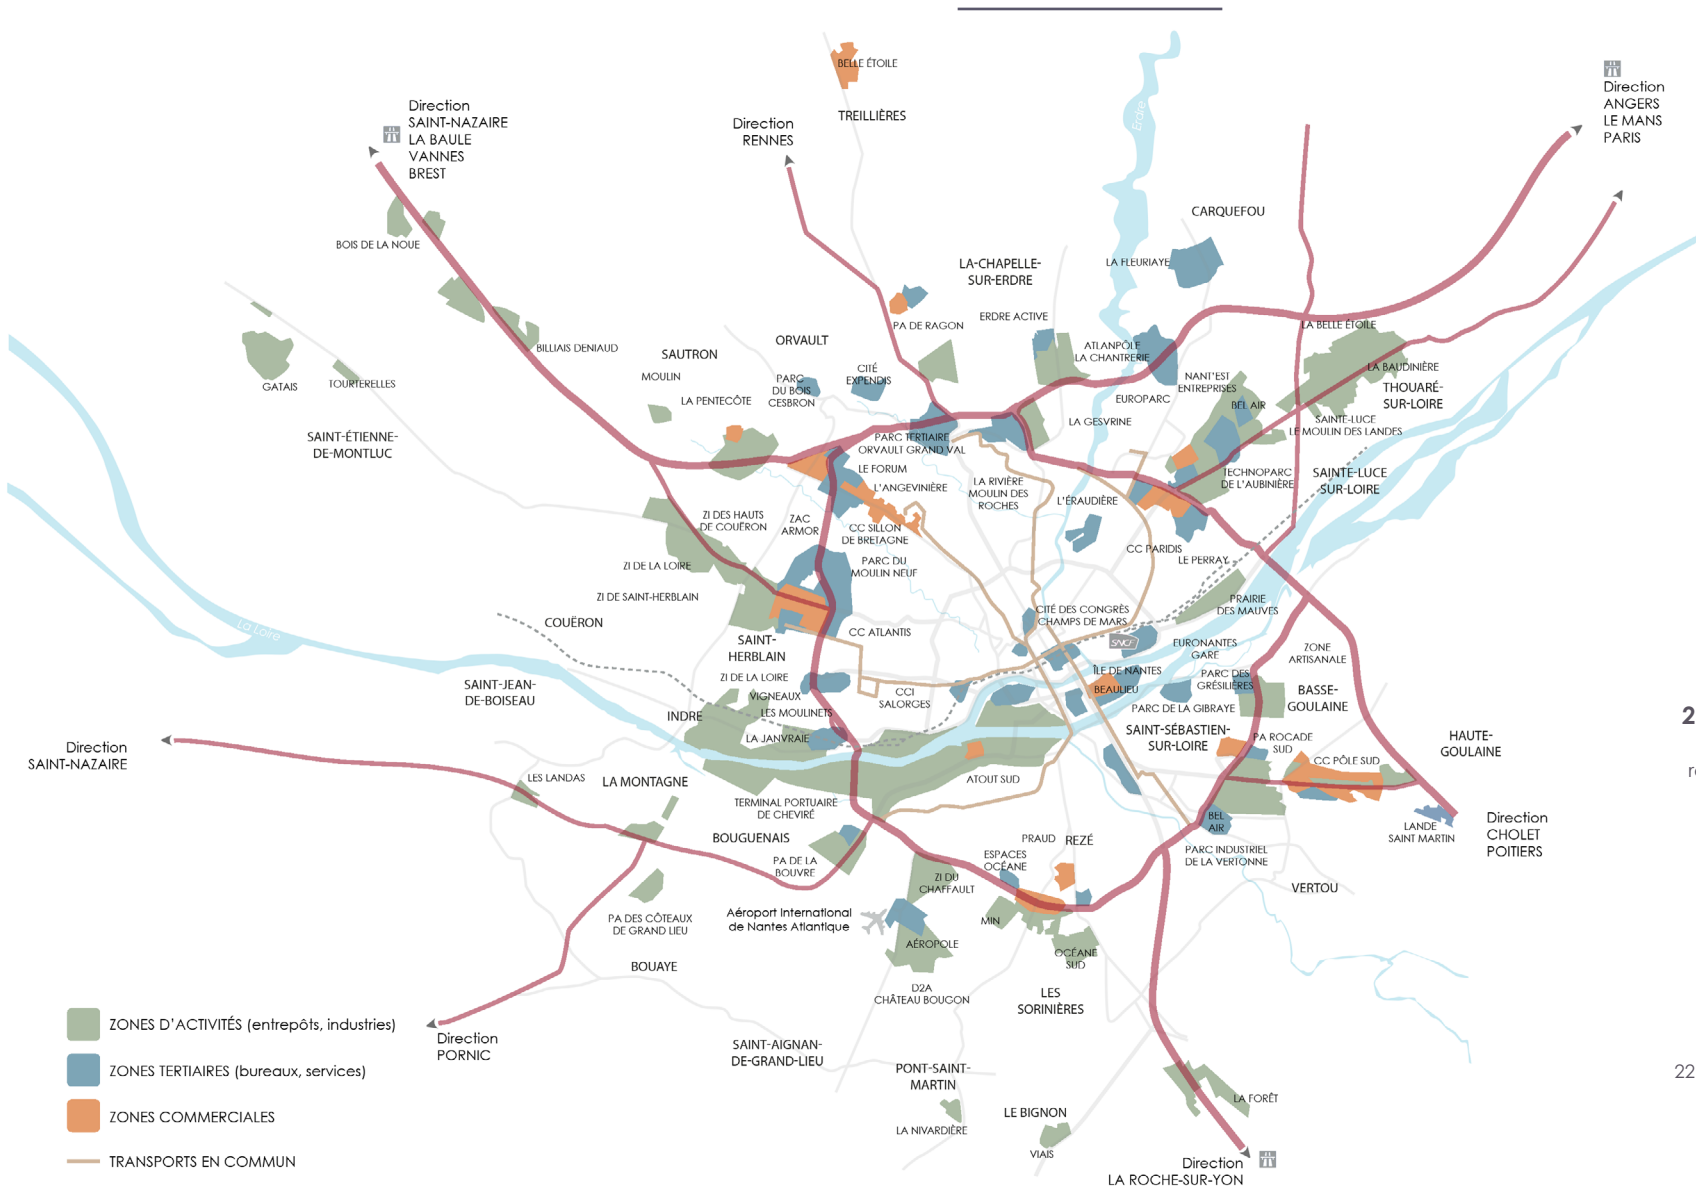 BELLE ÉTOILE
TREILLIÈRES
Direction
SAINT-NAZAIRE
LA BAULE
VANNES
BREST
Direction
RENNES
Direction
ANGERS
LE MANS
PARIS
Erdre
CARQUEFOU
LA FLEURIAYE
BOIS DE LA NOUE
LA-CHAPELLE-
SUR-ERDRE
ERDRE ACTIVE
PA DE RAGON
LA BELLE ÉTOILE
BILLIAIS DENIAUD
SAUTRON
ORVAULT
ATLANPÔLE
LA CHANTRERIE
LA BAUDINIÈRE
THOUARÉ-
SUR-LOIRE
GATAIS
TOURTERELLES
MOULIN
PARC
DU BOIS
CESBRON
CITÉ
EXPENDIS
NANT'EST
ENTREPRISES
EUROPARC
BEL AIR
LA PENTECÔTE
LA GESVRINE
SAINTE-LUCE
LE MOULIN DES LANDES
SAINT-ÉTIENNE-
DE-MONTLUC
PARC TERTIAIRE
ORVAULT GRAND VAL
LE FORUM
L'ANGEVINIÈRE
LA RIVIÈRE
MOULIN DES
ROCHES
L'ÉRAUDIÈRE
TECHNOPARC
DE L'AUBINIÈRE
SAINTE-LUCE
SUR-LOIRE
ZI DES HAUTS
DE COUËRON
ZAC
ARMOR
CC SILLON
DE BRETAGNE
CC PARIDIS
LE PERRAY
ZI DE LA LOIRE
PARC DU
MOULIN NEUF
ZI DE SAINT-HERBLAIN
PRAIRIE
DES MAUVES
COUËRON
La Loire
CITÉ DES CONGRÈS
CHAMPS DE MARS
SNCF
CC ATLANTIS
SAINT-
HERBLAIN
EURONANTES
GARE
ZONE
ARTISANALE
ZI DE LA LOIRE
ÎLE DE NANTES
BEAULIEU
PARC DES
GRÉSILIÈRES
SAINT-JEAN-
DE-BOISEAU
VIGNEAUX
CCI
SALORGES
BASSE-
GOULAINE
PARC DE LA GIBRAYE
INDRE
LES MOULINETS
LA JANVRAIE
SAINT-SÉBASTIEN-
SUR-LOIRE
PA ROCADE
SUD
HAUTE-
GOULAINE
2
Direction
SAINT-NAZAIRE
CC PÔLE SUD
LES LANDAS
LA MONTAGNE
ATOUT SUD
TERMINAL PORTUAIRE
DE CHEVIRÉ
BEL
AIR
LANDE
SAINT MARTIN
Direction
CHOLET
POITIERS
BOUGUENAIS
PRAUD
REZÉ
PA DE LA
BOUVRE
ESPACES
OCÉANE
PARC INDUSTRIEL
DE LA VERTONNE
VERTOU
ZI DU
CHAFFAULT
PA DES CÔTEAUX
DE GRAND LIEU
Aéroport International
de Nantes Atlantique
MIN
AÉROPOLE
OCÉANE
SUD
BOUAYE
D2A
CHÂTEAU BOUGON
LES
SORINIÈRES
ZONES D'ACTIVITÉS (entrepôts, industries)
Direction
PORNIC
SAINT-AIGNAN-
DE-GRAND-LIEU
ZONES TERTIAIRES (bureaux, services)
PONT-SAINT-
MARTIN
22
LA FORÊT
ZONES COMMERCIALES
LE BIGNON
LA NIVARDIÈRE
VIAIS
TRANSPORTS EN COMMUN
Direction
LA ROCHE-SUR-YON